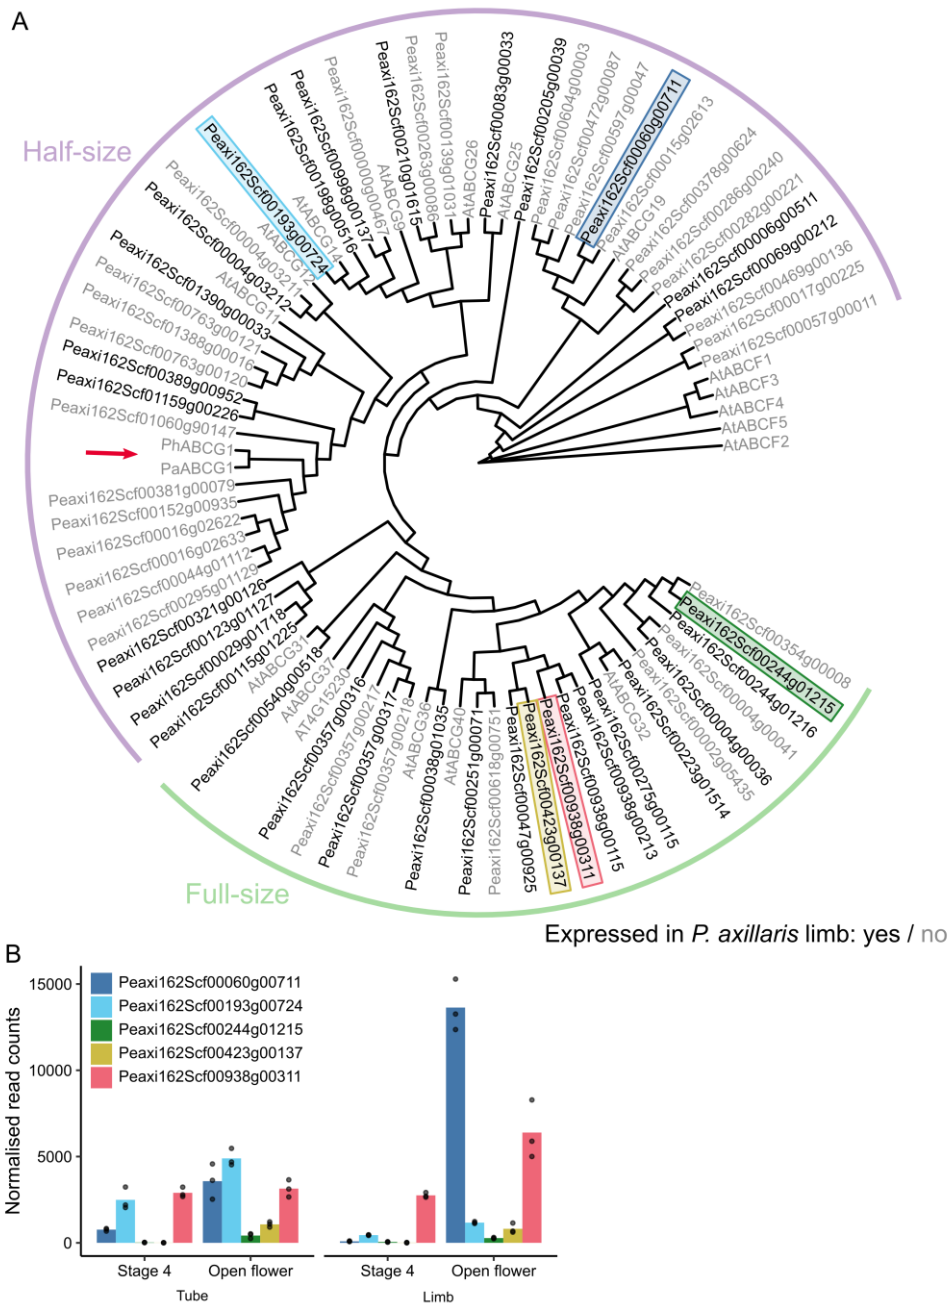 A
Half-size
Full-size
Peaxi162Scf00193g00724
AtABCG14
Peaxi162Scf00198g00516
Peaxi162Scf00998g00137
Peaxi162Scf00000g00467
AtABCG9
Peaxi162Scf00210g01615
Peaxi162Scf00263g00086
Peaxi162Scf00139g01031
AtABCG26
Peaxi162Scf00083g00033
AtABCG25
Peaxi162Scf00205g00039
Peaxi162Scf00604g00003
Peaxi162Scf00472g00087
Peaxi162Scf00597g00047
Peaxi162Scf00060g00711
Peaxi162Scf00015g02613
AtABCG19
Peaxi162Scf00378g00624
Peaxi162Scf00286g00240
Peaxi162Scf00282g00221
Peaxi162Scf00006g00511
Peaxi162Scf00069g00212
Peaxi162Scf00469g00136
Peaxi162Scf00017g00225
Peaxi162Scf00057g00011
AtABCF1
AtABCF3
AtABCF4
AtABCF5
AtABCF2
AtABCG12
Peaxi162Scf00004g03211
Peaxi162Scf00004g03212
AtABCG11
Peaxi162Scf01390g00033
Peaxi162Scf00763g00121
Peaxi162Scf01388g00016
Peaxi162Scf00763g00120
Peaxi162Scf00389g00952
Peaxi162Scf01159g00226
Peaxi162Scf01060g90147
PhABCG1
PaABCG1
Peaxi162Scf00381g00079
Peaxi162Scf00152g00935
Peaxi162Scf00016g02622
Peaxi162Scf00016g02633
Peaxi162Scf00044g01112
Peaxi162Scf00295g01129
Peaxi162Scf00321g00126
Peaxi162Scf00123g01127
Peaxi162Scf00029g01718
Peaxi162Scf00115g01225
AtABCG31
Peaxi162Scf00540g00518
AtABCG37
AT4G15230
Peaxi162Scf00357g00316
Peaxi162Scf00357g00217
Peaxi162Scf00357g00317
Peaxi162Scf00357g00218
AtABCG36
Peaxi162Scf00038g01035
AtABCG40
Peaxi162Scf00251g00071
Peaxi162Scf00618g00751
Peaxi162Scf00047g00925
Peaxi162Scf00423g00137
Peaxi162Scf00938g00311
Peaxi162Scf00938g00115
Peaxi162Scf00938g00213
Peaxi162Scf00275g00115
AtABCG32
Peaxi162Scf00223g01514
Peaxi162Scf00002g05435
Peaxi162Scf00004g00036
Peaxi162Scf00004g00041
Peaxi162Scf00244g01216
Peaxi162Scf00244g01215
Peaxi162Scf00354g00008
Expressed in P. axillaris limb: yes / no
B
Normalised read counts
15000
10000
5000
0
Peaxi162Scf00060g00711
Peaxi162Scf00193g00724
Peaxi162Scf00244g01215
Peaxi162Scf00423g00137
Peaxi162Scf00938g00311
Stage 4 Open flower Stage 4 Open flower
Tube Limb